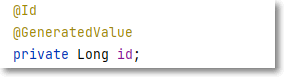 @Id
@GeneratedValue
private Long id;